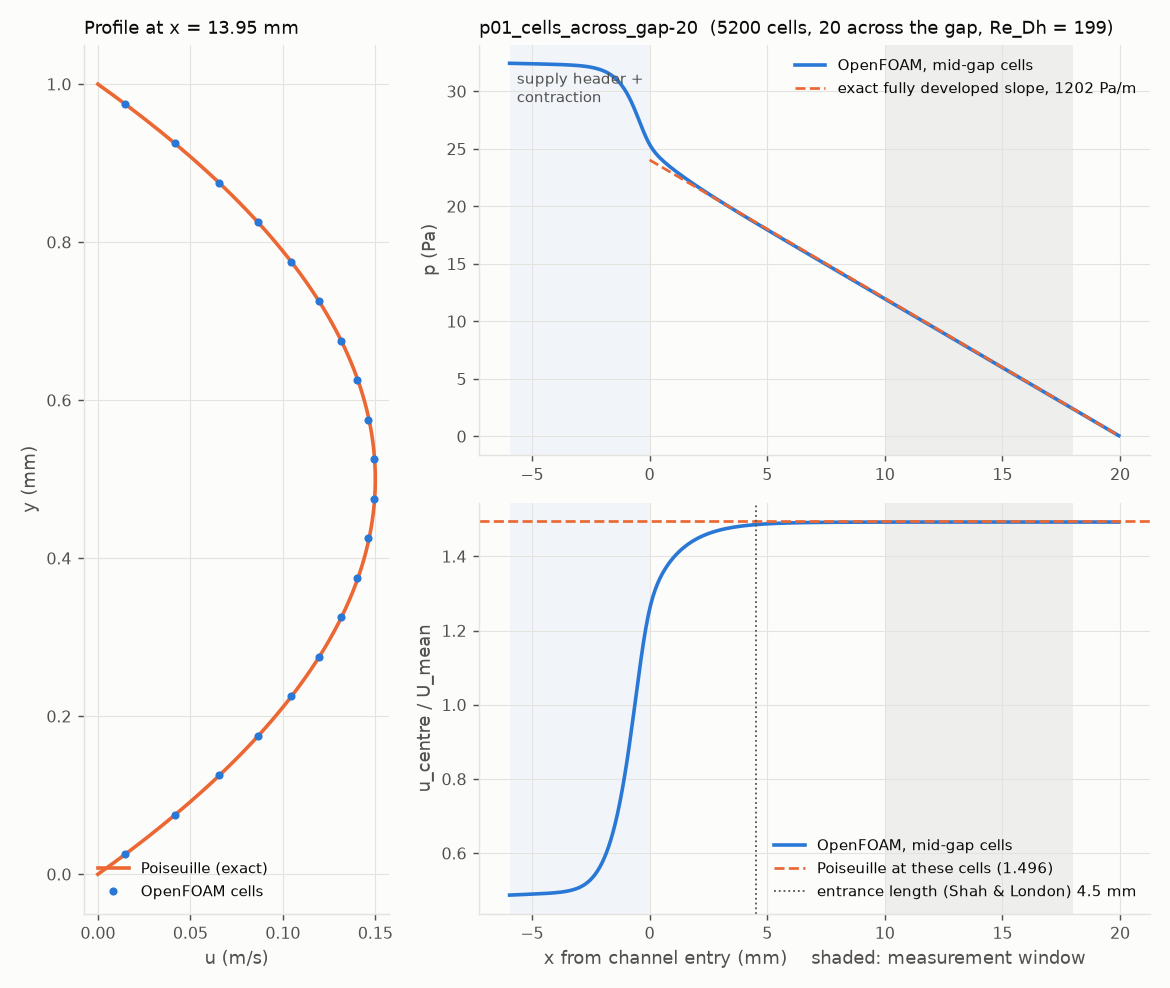 Profile at x = 13.95 mm
1.0
0.8
0.6
0.4
0.2
0.0
y (mm)
Poiseuille (exact)
OpenFOAM cells
0.00 0.05 0.10 0.15
u (m/s)
p01_cells_across_gap-20 (5200 cells, 20 across the gap, Re_Dh = 199)
supply header +
contraction
OpenFOAM, mid-gap cells
exact fully developed slope, 1202 Pa/m
30
25
20
15
10
5
0
p (Pa)
−5 0 5 10 15 20
1.4
1.2
1.0
0.8
0.6
u_centre / U_mean
OpenFOAM, mid-gap cells
Poiseuille at these cells (1.496)
entrance length (Shah & London) 4.5 mm
−5 0 5 10 15 20
x from channel entry (mm) shaded: measurement window